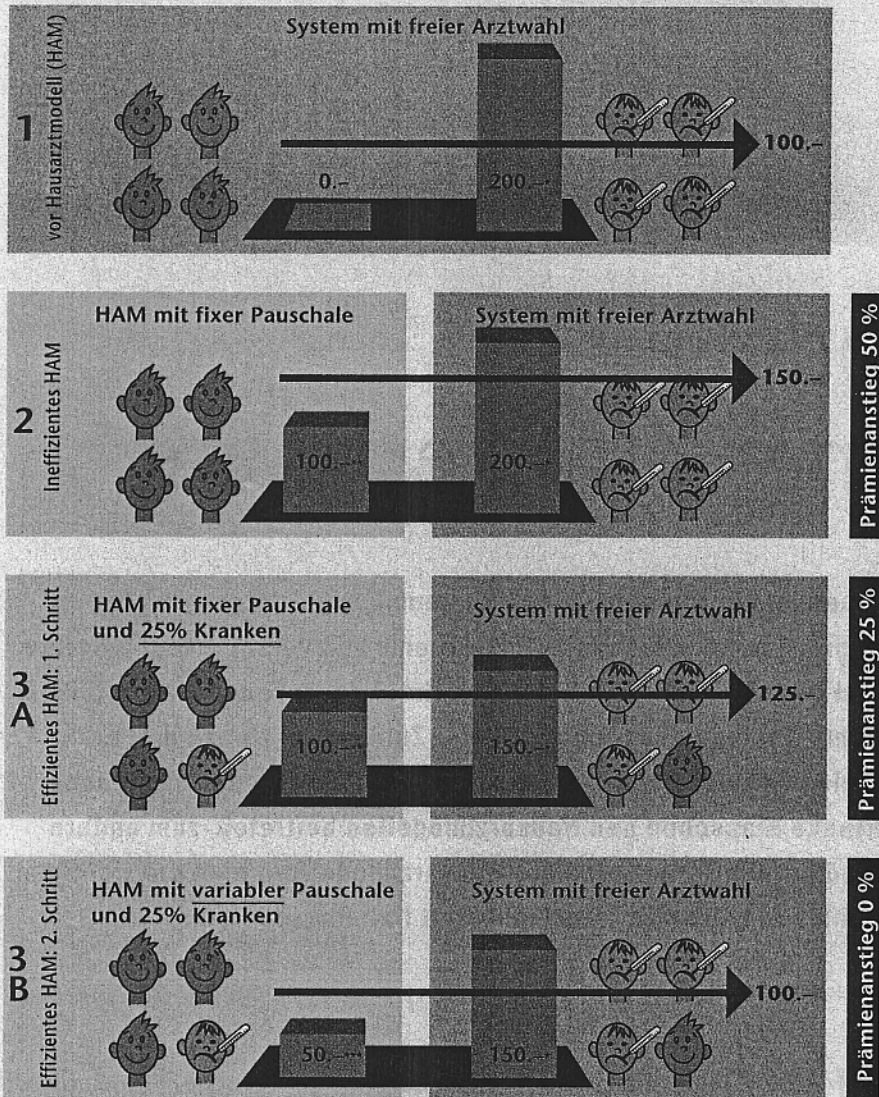 1
vor Hausarztmodell (HAM)
System mit freier Arztwahl
0.–
200.–
100.–
2
Ineffizientes HAM
HAM mit fixer Pauschale
System mit freier Arztwahl
100.–
200.–
150.–
Prämienanstieg 50 %
3
A
Effizientes HAM: 1. Schritt
HAM mit fixer Pauschale
und 25% Kranken
System mit freier Arztwahl
100.–
150.–
125.–
Prämienanstieg 25 %
3
B
Effizientes HAM: 2. Schritt
HAM mit variabler Pauschale
und 25% Kranken
System mit freier Arztwahl
50.–
150.–
100.–
Prämienanstieg 0 %